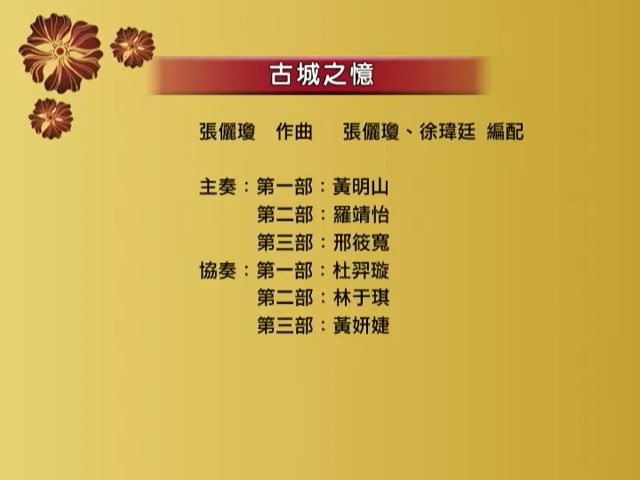 古城之憶
張儷瓊 作曲 張儷瓊、徐瑋廷 編配
主奏：第一部：黃明山
第二部：羅靖怡
第三部：邢筱寬
協奏：第一部：杜羿璇
第二部：林于琪
第三部：黃妍婕